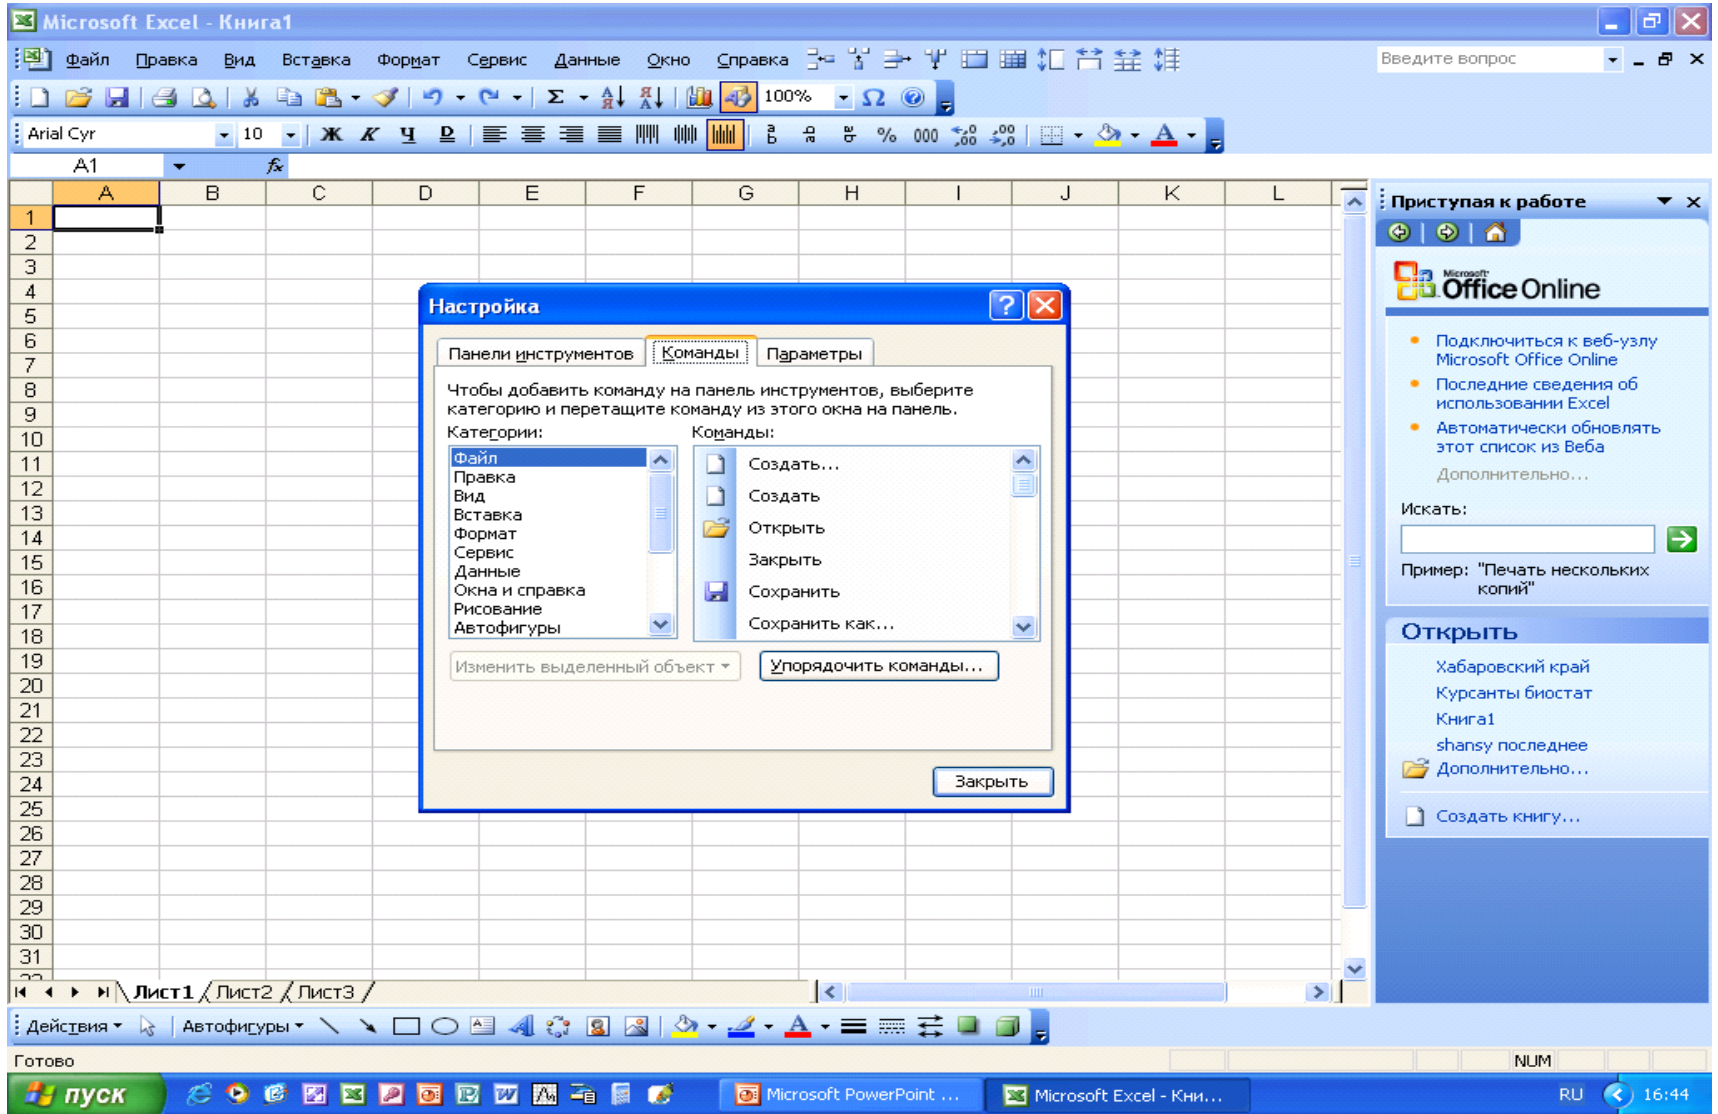 Microsoft Excel - Книга1
Файл Правка Вид Вставка Формат Сервис Данные Окно Справка Введите вопрос
100%
Arial Cyr 10 Ж К Ч D % 000
A1 fx
A B C D E F G H I J K L
1
2
3
4
5
6
7
8
9
10
11
12
13
14
15
16
17
18
19
20
21
22
23
24
25
26
27
28
29
30
31
Настройка
Панели инструментов Команды Параметры
Чтобы добавить команду на панель инструментов, выберите
категорию и перетащите команду из этого окна на панель.
Категории: Команды:
Файл
Правка
Вид
Вставка
Формат
Сервис
Данные
Окна и справка
Рисование
Автофигуры
Создать...
Создать
Открыть
Закрыть
Сохранить
Сохранить как...
Изменить выделенный объект Упорядочить команды...
Закрыть
Приступая к работе
Microsoft
Office Online
Подключиться к веб-узлу
Microsoft Office Online
Последние сведения об
использовании Excel
Автоматически обновлять
этот список из Веба
Дополнительно...
Искать:
Пример: "Печать нескольких
копий"
Открыть
Хабаровский край
Курсанты биостат
Книга1
shansy последнее
Дополнительно...
Создать книгу...
Лист1 Лист2 Лист3
Действия Автофигуры
Готово NUM
пуск Microsoft PowerPoint ... Microsoft Excel - Кни... RU 16:44